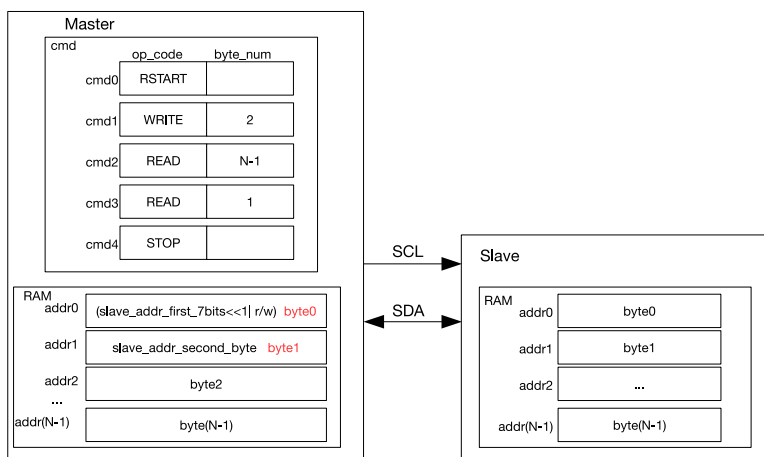 Master
cmd
op_code byte_num
cmd0 RSTART
cmd1 WRITE 2
cmd2 READ N-1
cmd3 READ 1
cmd4 STOP
RAM
addr0 (slave_addr_first_7bits<<1| r/w) byte0
addr1 slave_addr_second_byte byte1
addr2 byte2
...
addr(N-1) byte(N-1)
SCL
SDA
Slave
RAM
addr0 byte0
addr1 byte1
addr2 ...
addr(N-1) byte(N-1)